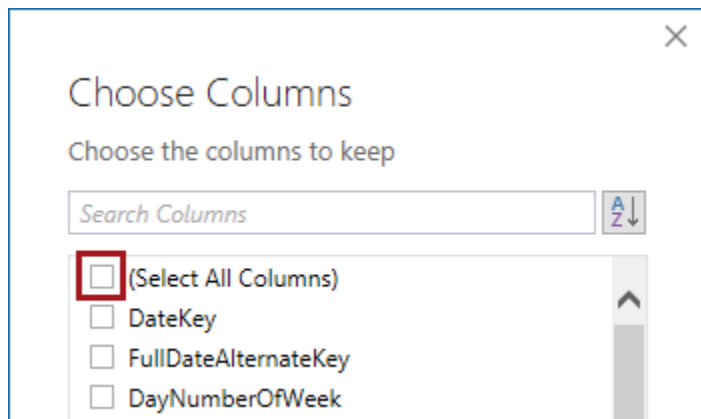 Choose Columns
Choose the columns to keep
Search Columns
A
Z
(Select All Columns)
DateKey
FullDateAlternateKey
DayNumberOfWeek